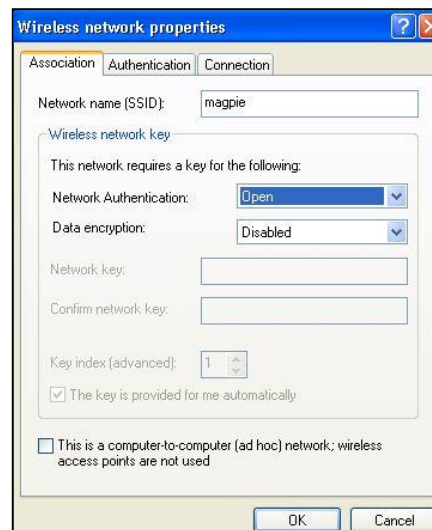 Wireless network properties
Association Authentication Connection
Network name (SSID): magpie
Wireless network key
This network requires a key for the following:
Network Authentication: Open
Data encryption: Disabled
Network key:
Confirm network key:
Key index (advanced): 1
The key is provided for me automatically
This is a computer-to-computer (ad hoc) network; wireless
access points are not used
OK Cancel